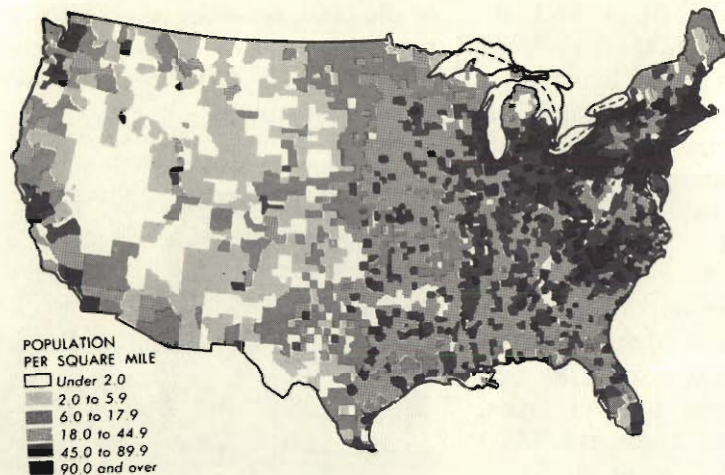 POPULATION
PER SQUARE MILE
Under 2.0
2.0 to 5.9
6.0 to 17.9
18.0 to 44.9
45.0 to 89.9
90.0 and over